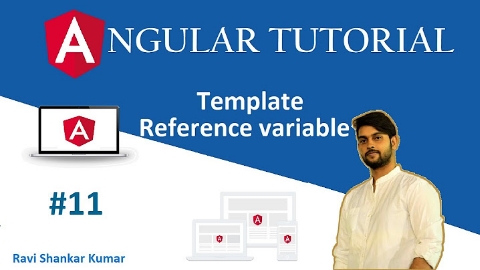 ANGULAR TUTORIAL
Template
Reference variable
#11
Ravi Shankar Kumar